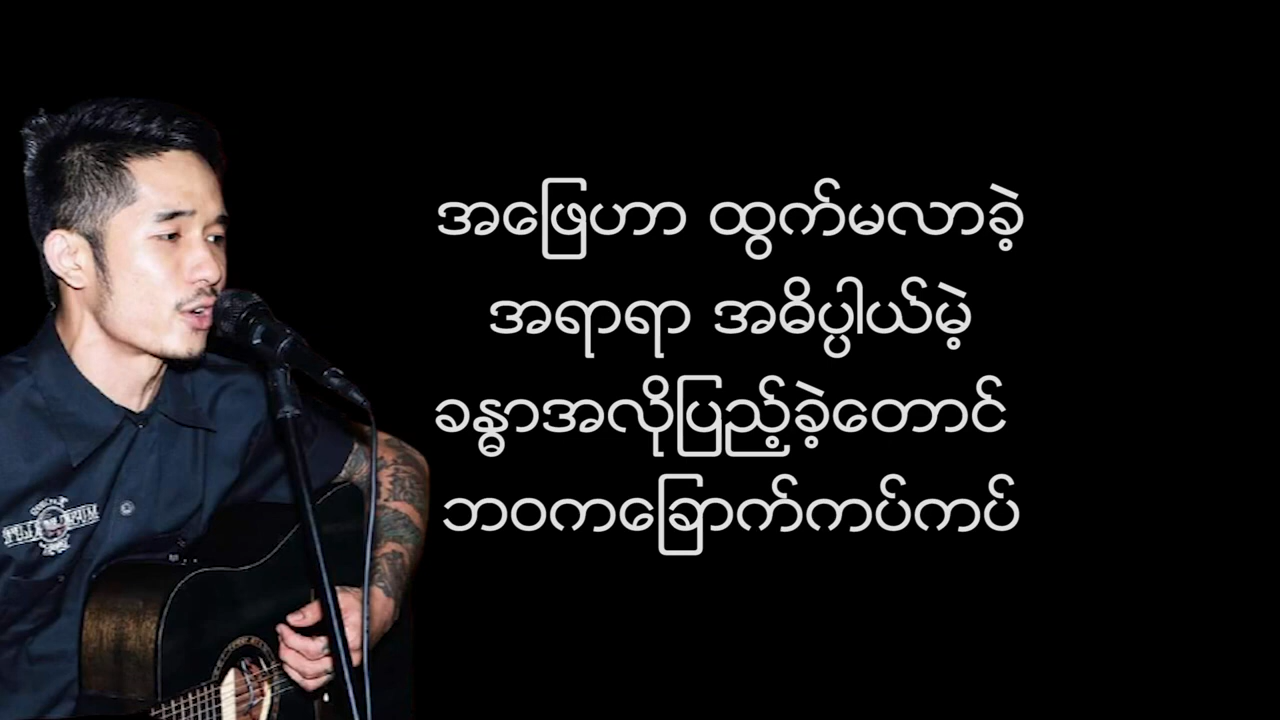 အဖြေဟာ ထွက်မလာခဲ့
အရာရာ အဓိပ္ပါယ်မဲ့
ခန္ဓာအလိုပြည့်ခဲ့တောင်
ဘဝကခြောက်ကပ်ကပ်